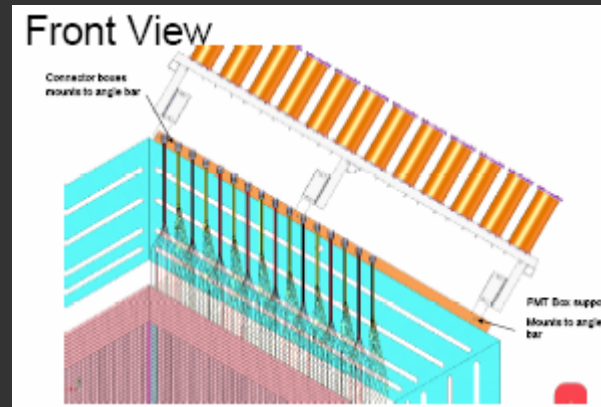 Front View
Connector boxes
mounts to angle bar
PMT Box suppo
Mounts to angle
bar